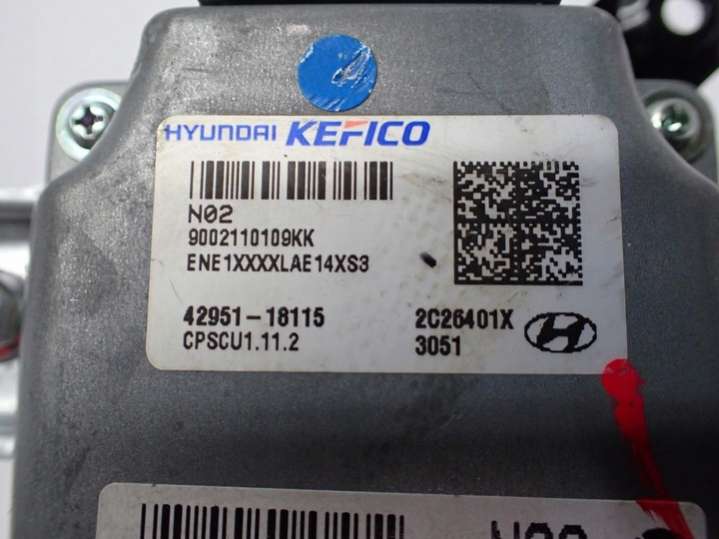 HYUNDAI KEFICO
N02
9002110109KK
ENE1XXXXLAE14XS3
42951-18115 2C26401X
CPSCU1.11.2 3051